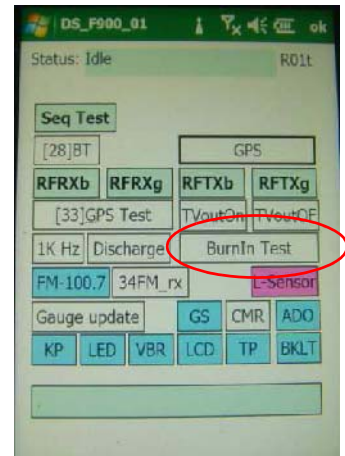 DS_F900_01 ok
Status: Idle R01t
Seq Test
[28]BT GPS
RFRXb RFRXg RFTXb RFTXg
[33]GPS Test TVoutOn TVoutOF
1K Hz Discharge BurnIn Test
FM-100.7 34FM_rx L-Sensor
Gauge update GS CMR ADO
KP LED VBR LCD TP BKLT